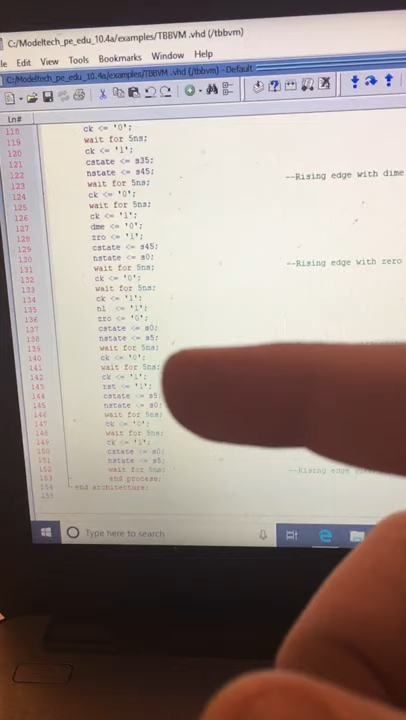 C:/Modeltech_pe_edu_10.4a/examples/TBBVM.vhd (/tbbvm)
le Edit View Tools Bookmarks Window Help
C:/Modeltech_pe_edu_10.4a/examples/TBBVM.vhd (/tbbvm) - Default
Ln#
118 ck <= '0';
119 wait for 5ns;
120 ck <= '1';
121 cstate <= s35;
122 nstate <= s45; --Rising edge with dime
123 wait for 5ns;
124 ck <= '0';
125 wait for 5ns;
126 ck <= '1';
127 dme <= '0';
128 zro <= '1';
129 cstate <= s45;
130 nstate <= s0; --Rising edge with zero
131 wait for 5ns;
132 ck <= '0';
133 wait for 5ns;
134 ck <= '1';
135 nl <= '1';
136 zro <= '0';
137 cstate <= s0;
138 nstate <= s5;
139 wait for 5ns;
140 ck <= '0';
141 wait for 5ns;
142 ck <= '1';
143 rst <= '1';
144 cstate <= s5;
145 nstate <= s0;
146 wait for 5ns;
147 ck <= '0';
148 wait for 5ns;
149 ck <= '1';
150 cstate <= s0;
151 nstate <= s5;
152 wait for 5ns; --Rising edge
153 end process;
154 end architecture;
155
Type here to search